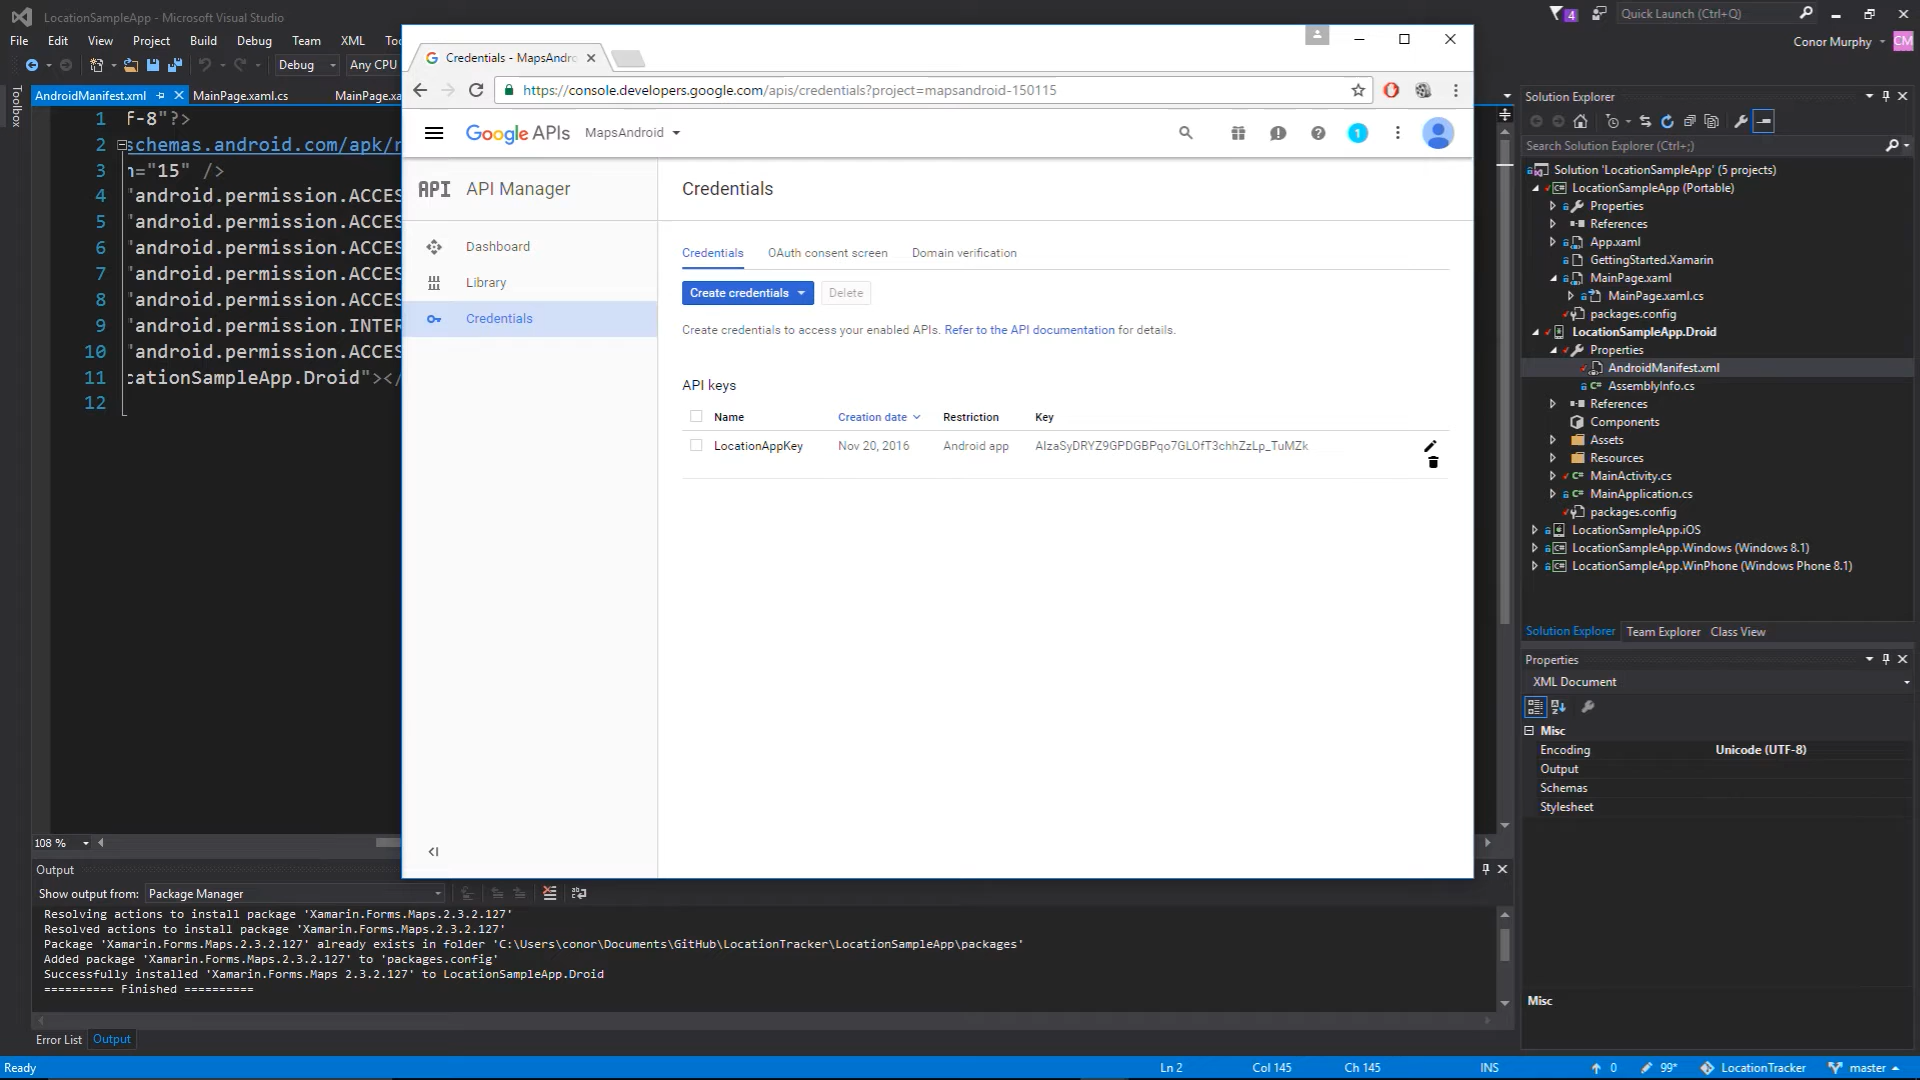 LocationSampleApp - Microsoft Visual Studio
4
Quick Launch (Ctrl+Q)
File Edit View Project Build Debug Team XML
Conor Murphy
CM
Debug
Any CPU
Toolbox
AndroidManifest.xml
MainPage.xaml.cs
MainPage.xa
1 F-8"?>
2 schemas.android.com/apk/r
3 n="15" />
4 "android.permission.ACCES
5 "android.permission.ACCES
6 "android.permission.ACCES
7 "android.permission.ACCES
8 "android.permission.ACCES
9 "android.permission.INTER
10 "android.permission.ACCES
11 cationSampleApp.Droid"></
12
108 %
Credentials - MapsAndro
https://console.developers.google.com/apis/credentials?project=mapsandroid-150115
Google APIs
MapsAndroid
1
API API Manager
Dashboard
Library
Credentials
Credentials
Credentials OAuth consent screen Domain verification
Create credentials
Delete
Create credentials to access your enabled APIs. Refer to the API documentation for details.
API keys
Name Creation date Restriction Key
LocationAppKey Nov 20, 2016 Android app AIzaSyDRYZ9GPDGBPqo7GLOfT3chhZzLp_TuMZk
Solution Explorer
Search Solution Explorer (Ctrl+;)
Solution 'LocationSampleApp' (5 projects)
LocationSampleApp (Portable)
Properties
References
App.xaml
GettingStarted.Xamarin
MainPage.xaml
MainPage.xaml.cs
packages.config
LocationSampleApp.Droid
Properties
AndroidManifest.xml
AssemblyInfo.cs
References
Components
Assets
Resources
MainActivity.cs
MainApplication.cs
packages.config
LocationSampleApp.iOS
LocationSampleApp.Windows (Windows 8.1)
LocationSampleApp.WinPhone (Windows Phone 8.1)
Solution Explorer Team Explorer Class View
Properties
XML Document
Misc
Encoding Unicode (UTF-8)
Output
Schemas
Stylesheet
Misc
Output
Show output from: Package Manager
Resolving actions to install package 'Xamarin.Forms.Maps.2.3.2.127'
Resolved actions to install package 'Xamarin.Forms.Maps.2.3.2.127'
Package 'Xamarin.Forms.Maps.2.3.2.127' already exists in folder 'C:\Users\conor\Documents\GitHub\LocationTracker\LocationSampleApp\packages'
Added package 'Xamarin.Forms.Maps.2.3.2.127' to 'packages.config'
Successfully installed 'Xamarin.Forms.Maps 2.3.2.127' to LocationSampleApp.Droid
========== Finished ==========
Error List Output
Ready
Ln 2
Col 145
Ch 145
INS
0
99*
LocationTracker
master